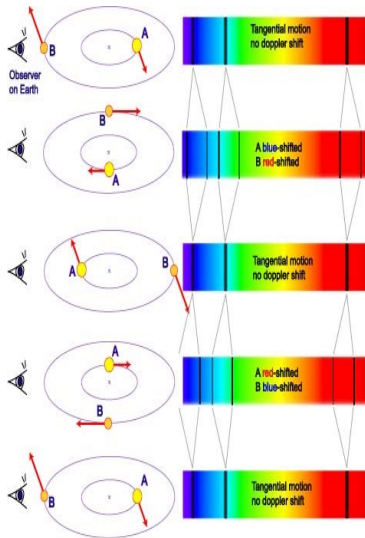 A
B
Observer
on Earth
Tangential motion
no doppler shift
B
A
A blue-shifted
B red-shifted
A
B
Tangential motion
no doppler shift
A
B
A red-shifted
B blue-shifted
A
B
Tangential motion
no doppler shift